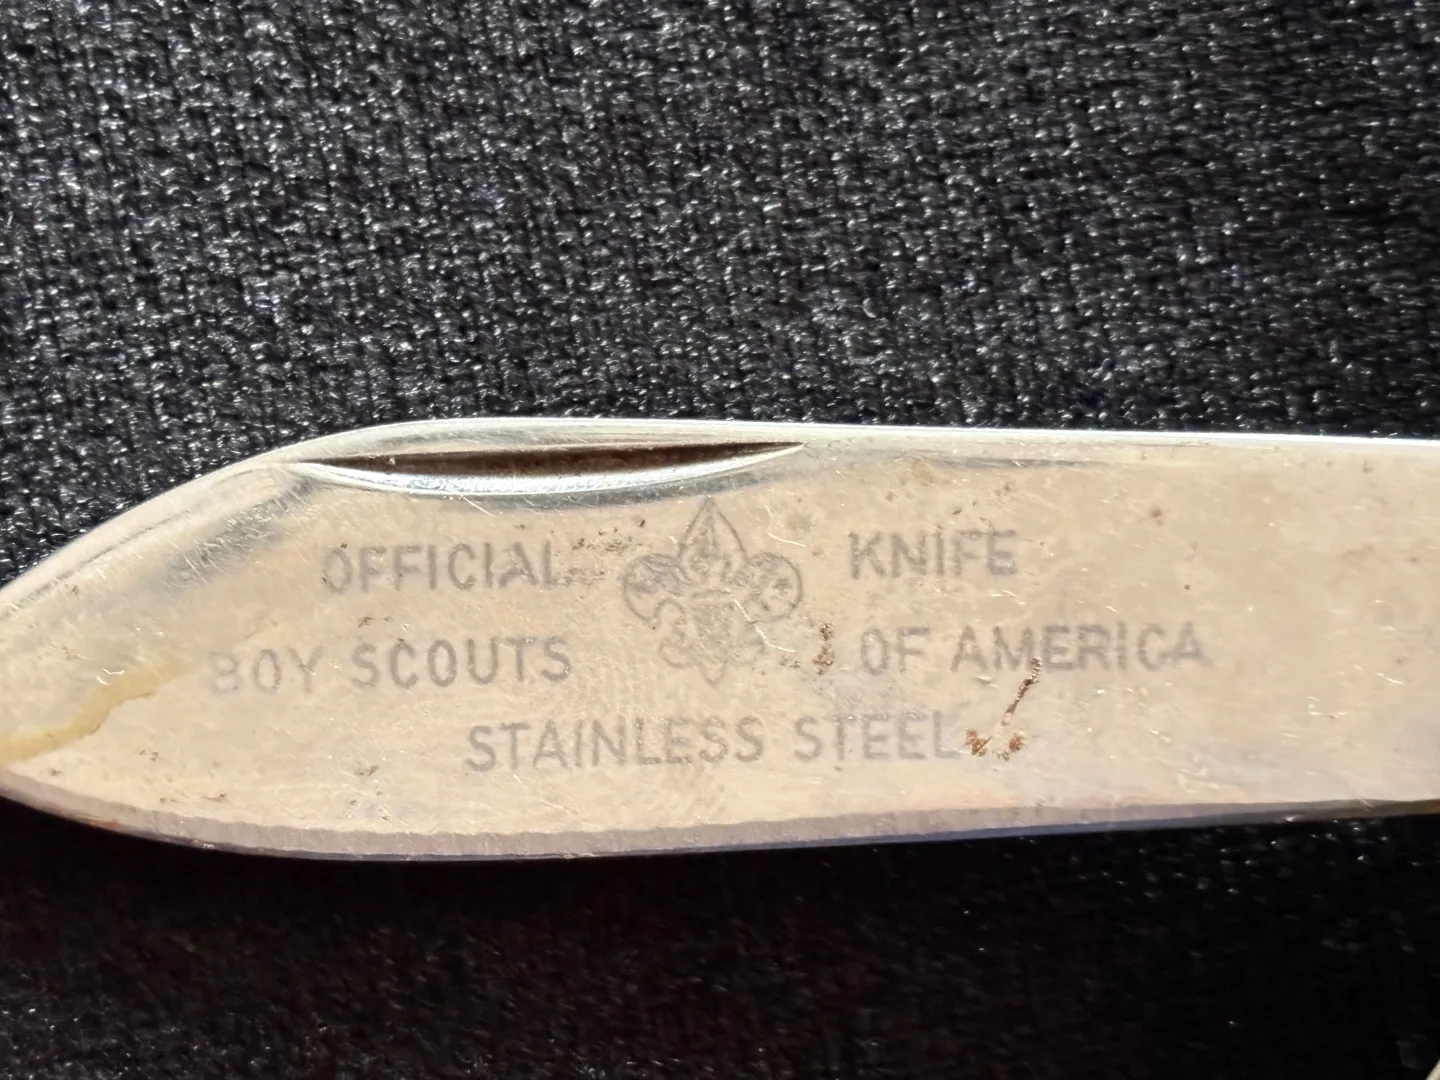 OFFICIAL KNIFE
BOY SCOUTS OF AMERICA
STAINLESS STEEL